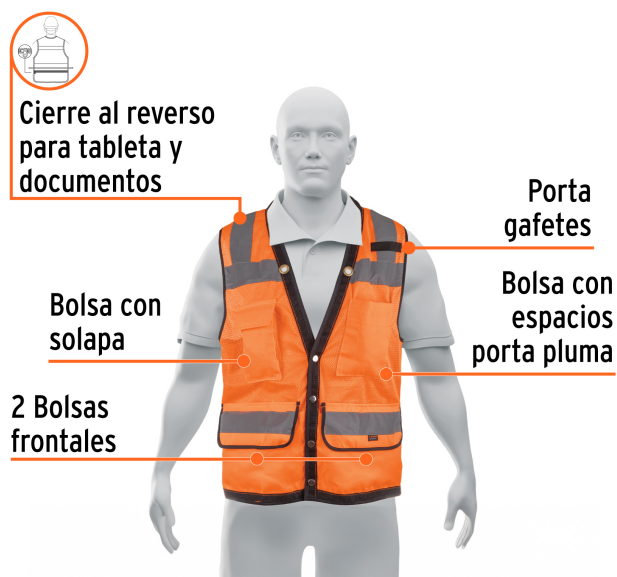 Cierre al reverso
para tableta y
documentos
Porta
gafetes
Bolsa con
solapa
Bolsa con
espacios
porta pluma
2 Bolsas
frontales